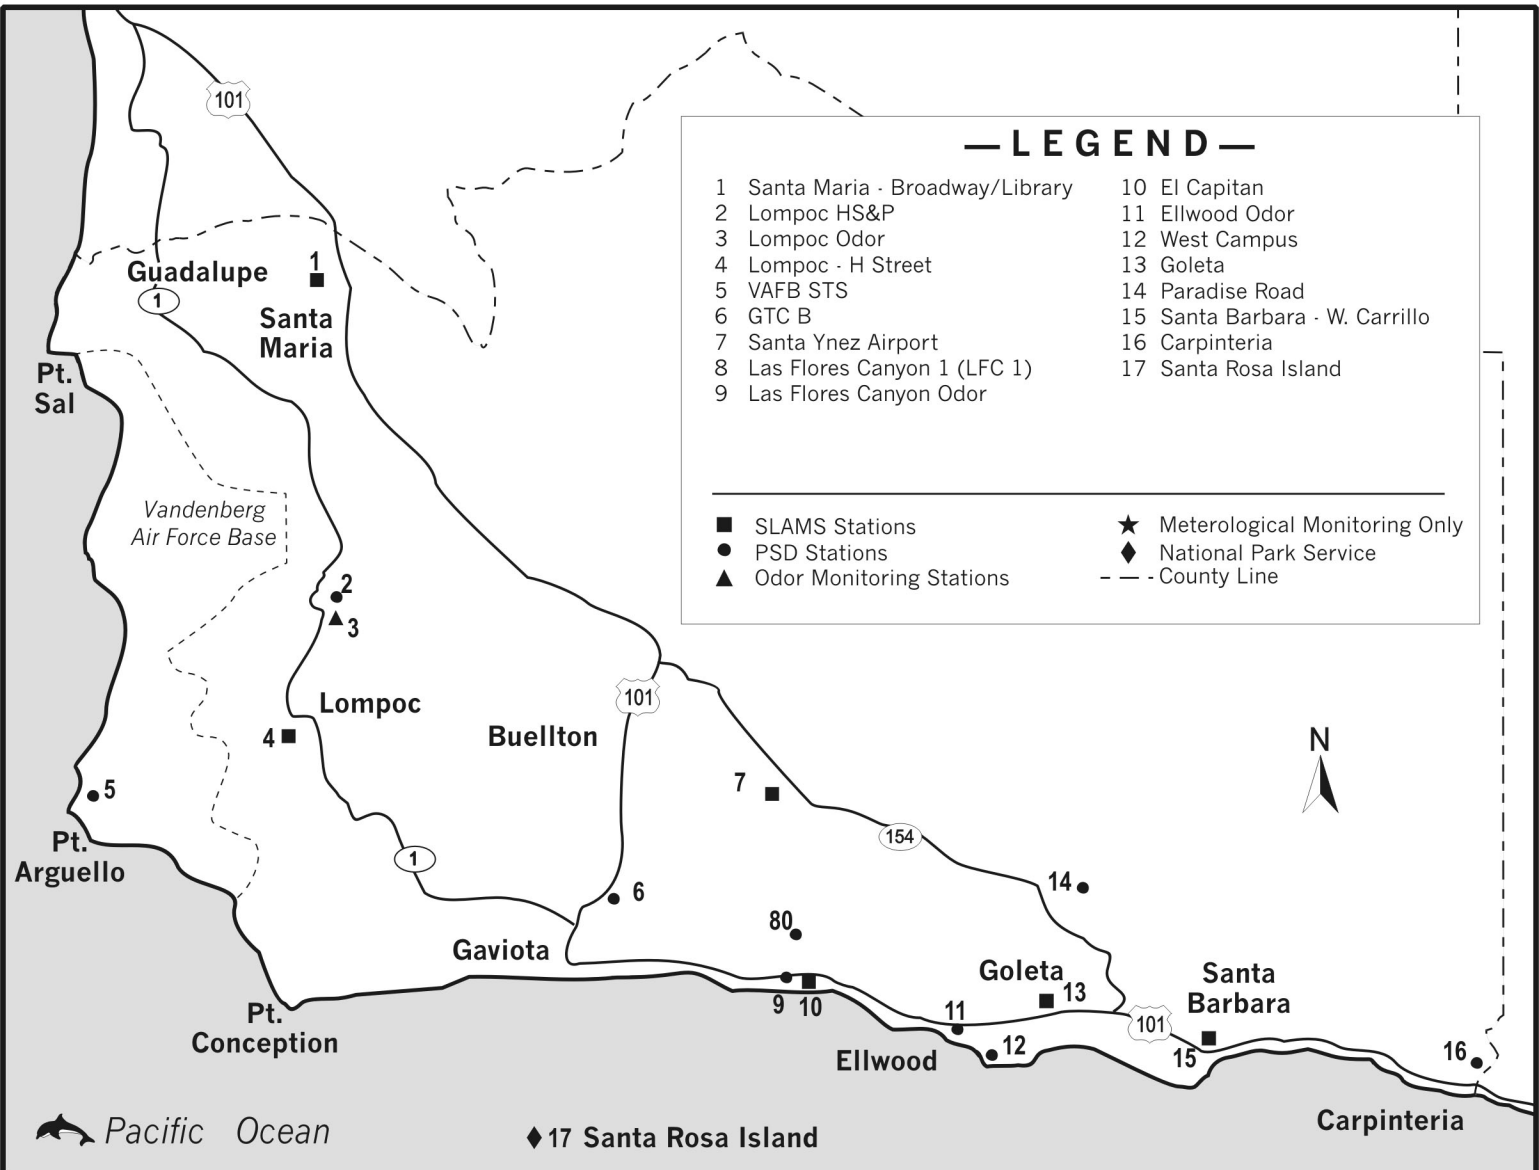 101
— LEGEND —
1 Santa Maria - Broadway/Library
2 Lompoc HS&P
3 Lompoc Odor
4 Lompoc - H Street
5 VAFB STS
6 GTC B
7 Santa Ynez Airport
8 Las Flores Canyon 1 (LFC 1)
9 Las Flores Canyon Odor
10 El Capitan
11 Ellwood Odor
12 West Campus
13 Goleta
14 Paradise Road
15 Santa Barbara - W. Carrillo
16 Carpinteria
17 Santa Rosa Island
SLAMS Stations
PSD Stations
Odor Monitoring Stations
Meterological Monitoring Only
National Park Service
County Line
Guadalupe
1
1
Santa
Maria
Pt.
Sal
Vandenberg
Air Force Base
2
3
Lompoc
4
101
Buellton
N
7
5
Pt.
Arguello
154
1
14
6
80
Gaviota
Goleta
13
Santa
Barbara
9
10
11
101
Pt.
Conception
12
15
16
Ellwood
Carpinteria
Pacific Ocean
17 Santa Rosa Island